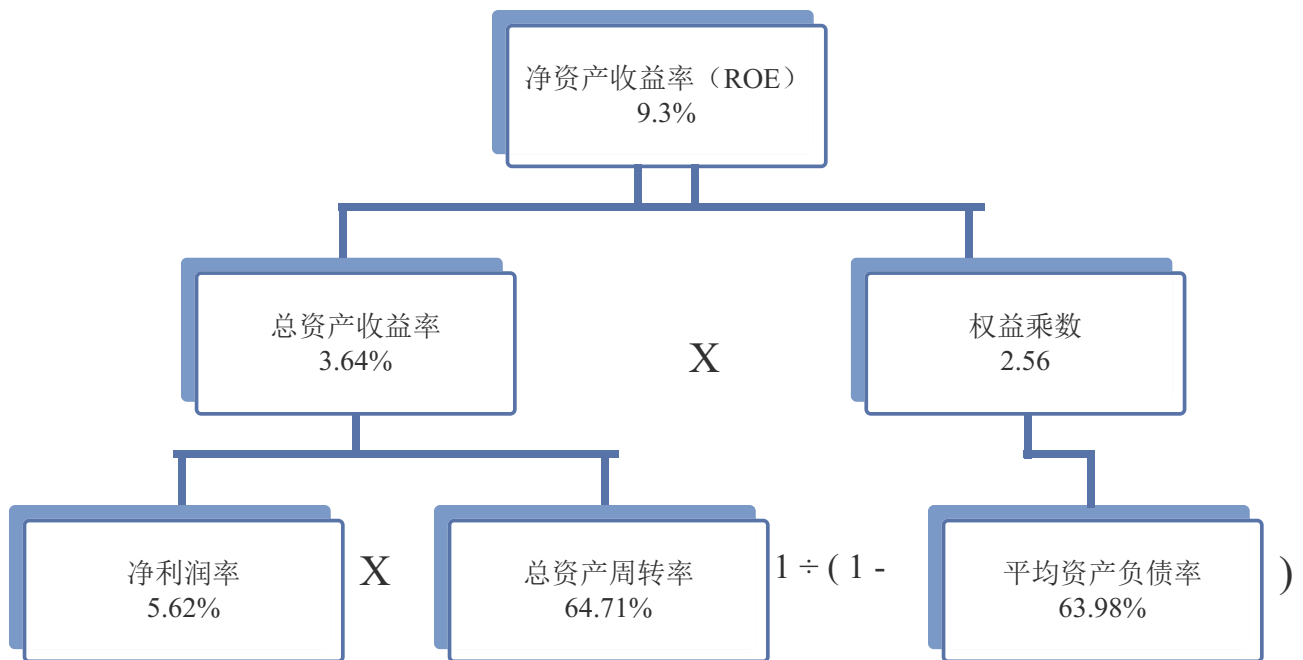 净资产收益率（ROE）
9.3%
总资产收益率
3.64%
X
权益乘数
2.56
净利润率
5.62%
X
总资产周转率
64.71%
1 ÷ ( 1 -
平均资产负债率
63.98%
)